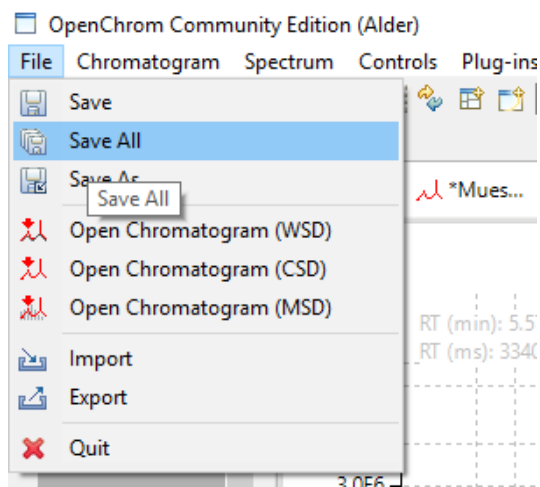 OpenChrom Community Edition (Alder)
File Chromatogram Spectrum Controls Plug-ins
Save
Save All
Save As
Save All
*Mues...
Open Chromatogram (WSD)
Open Chromatogram (CSD)
Open Chromatogram (MSD)
RT (min): 5.5
RT (ms): 3340
Import
Export
Quit
3.0E6